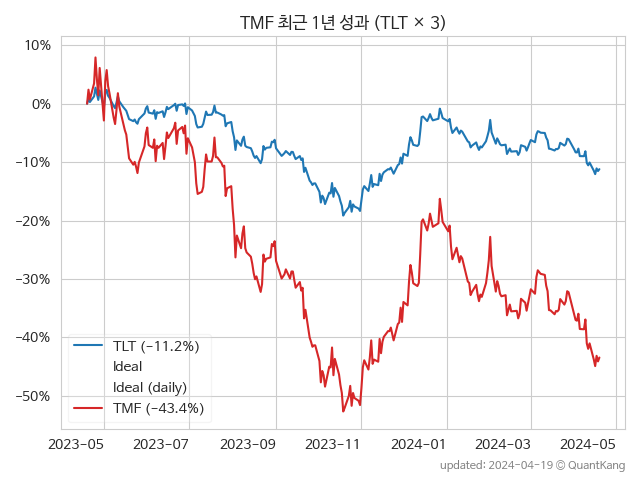 TMF 최근 1년 성과 (TLT × 3)
10%
0%
−10%
−20%
−30%
−40%
−50%
TLT (−11.2%)
Ideal
Ideal (daily)
TMF (−43.4%)
2023-05 2023-07 2023-09 2023-11 2024-01 2024-03 2024-05
updated: 2024-04-19 © QuantKang